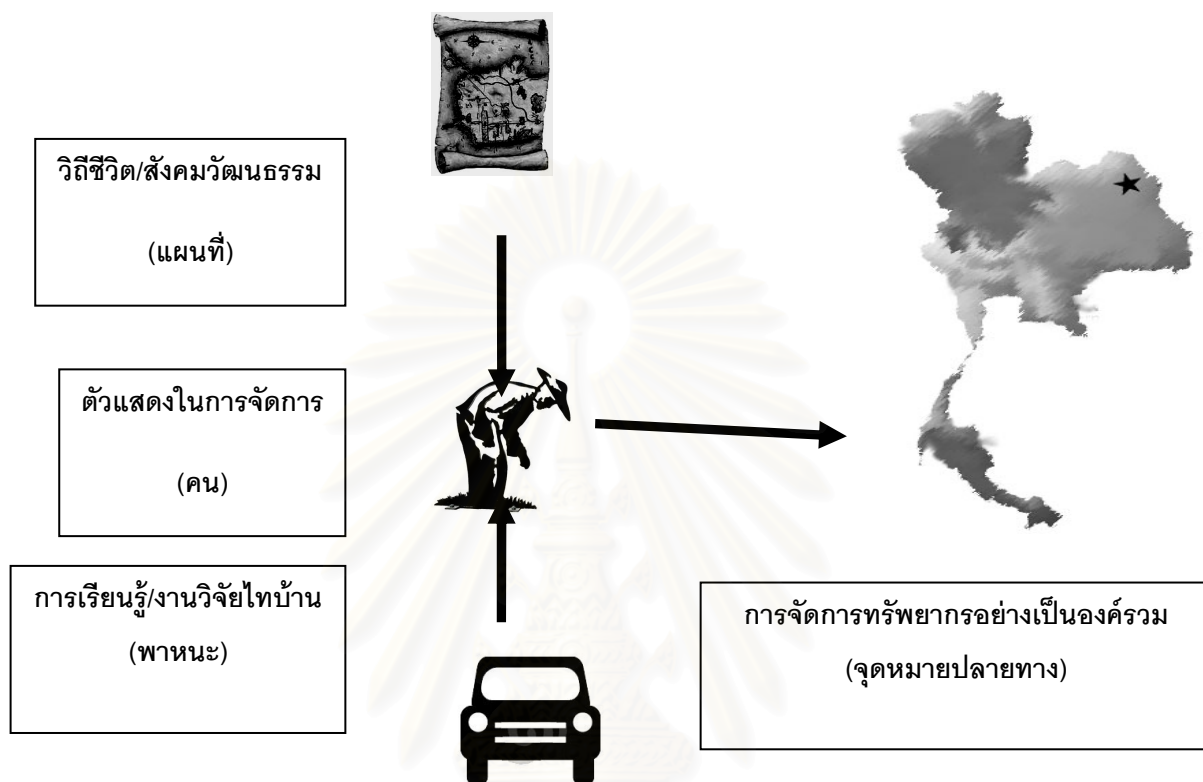 วิถีชีวิต/สังคมวัฒนธรรม
(แผนที่)
ตัวแสดงในการจัดการ
(คน)
การเรียนรู้/งานวิจัยไทบ้าน
(พาหนะ)
การจัดการทรัพยากรอย่างเป็นองค์รวม
(จุดหมายปลายทาง)